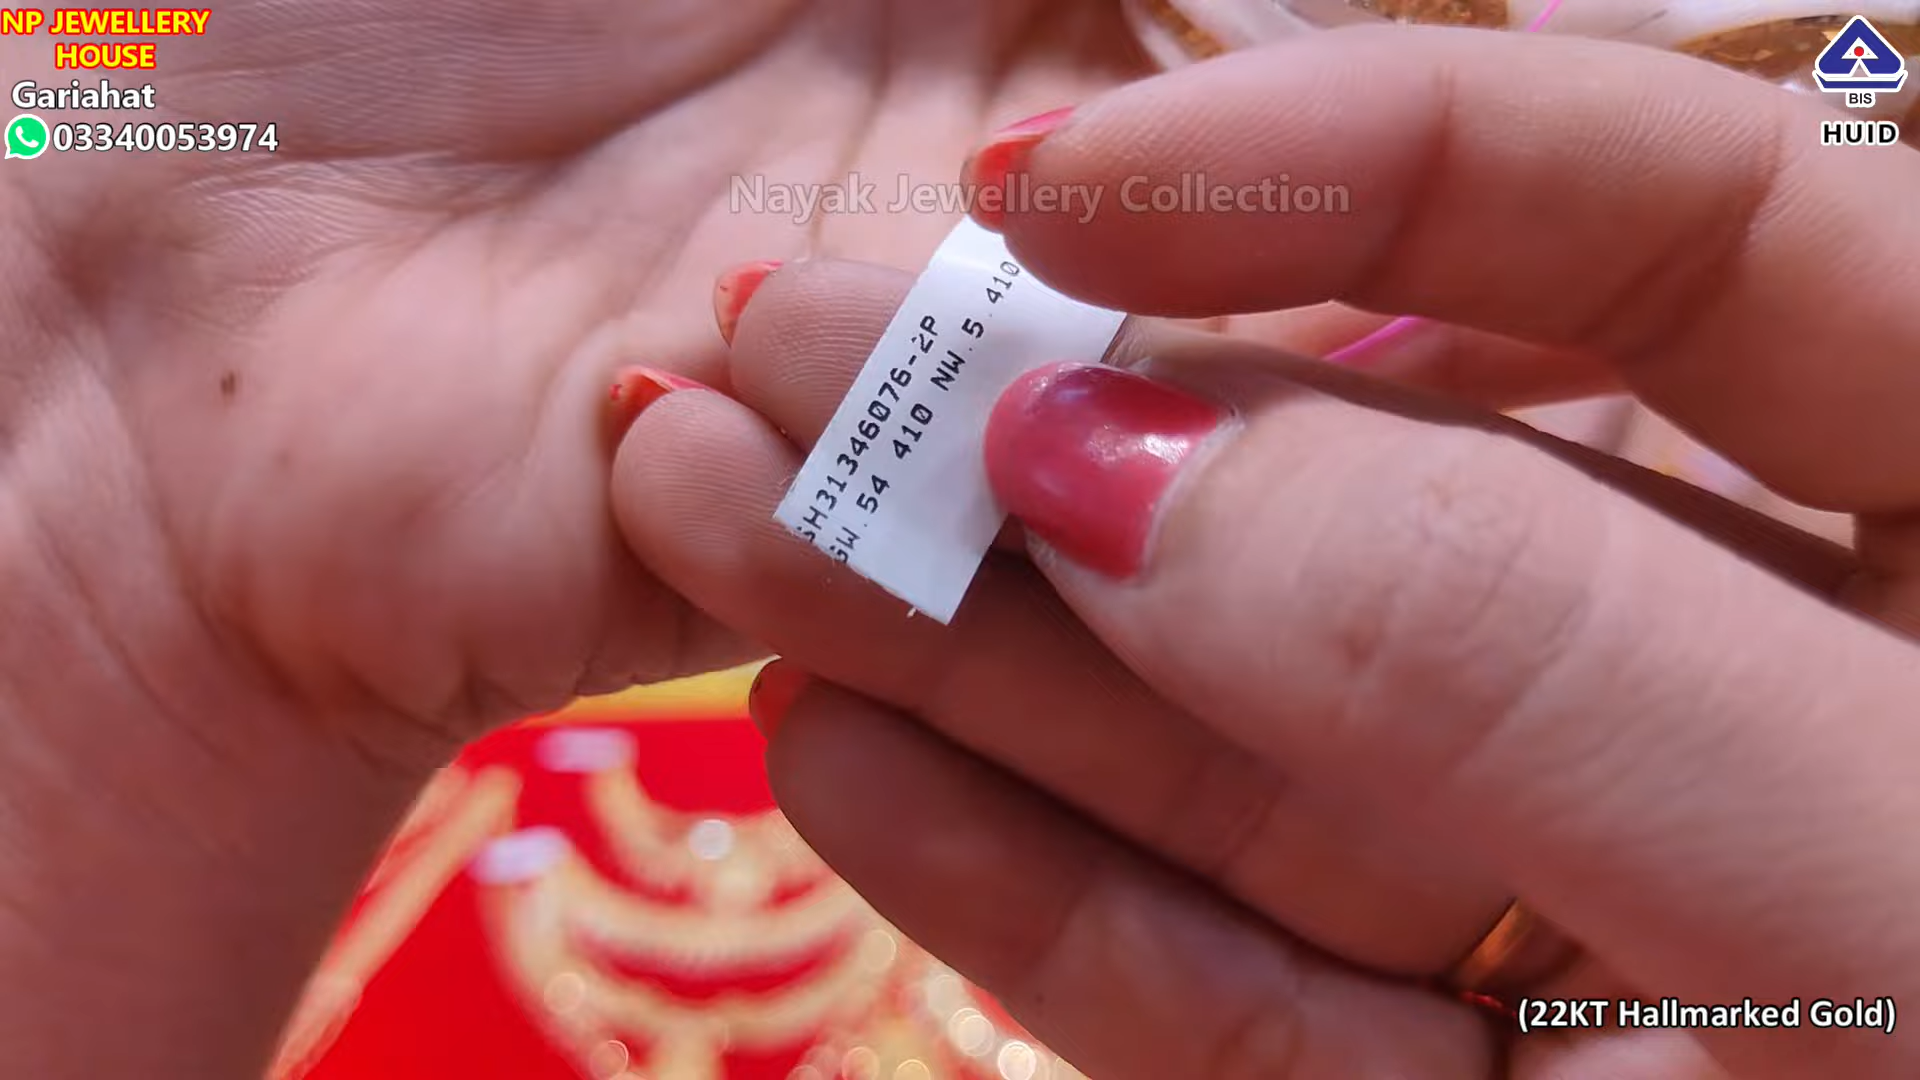 NP JEWELLERY
HOUSE
Gariahat
03340053974
BIS
HUID
Nayak Jewellery Collection
SH31346076-2P
GW.54 410 NW.5.410
(22KT Hallmarked Gold)